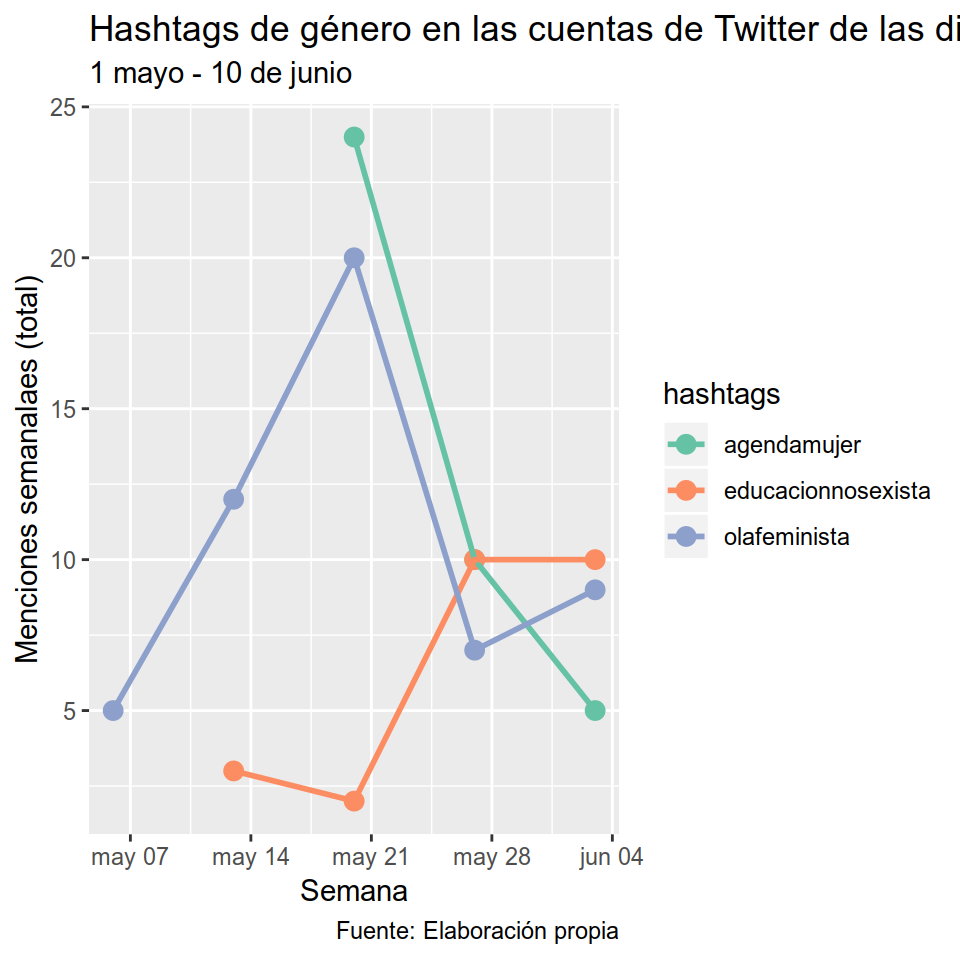 Hashtags de género en las cuentas de Twitter de las di
1 mayo - 10 de junio
Menciones semanalaes (total)
25
20
15
10
5
may 07
may 14
may 21
may 28
jun 04
Semana
Fuente: Elaboración propia
hashtags
agendamujer
educacionnosexista
olafeminista